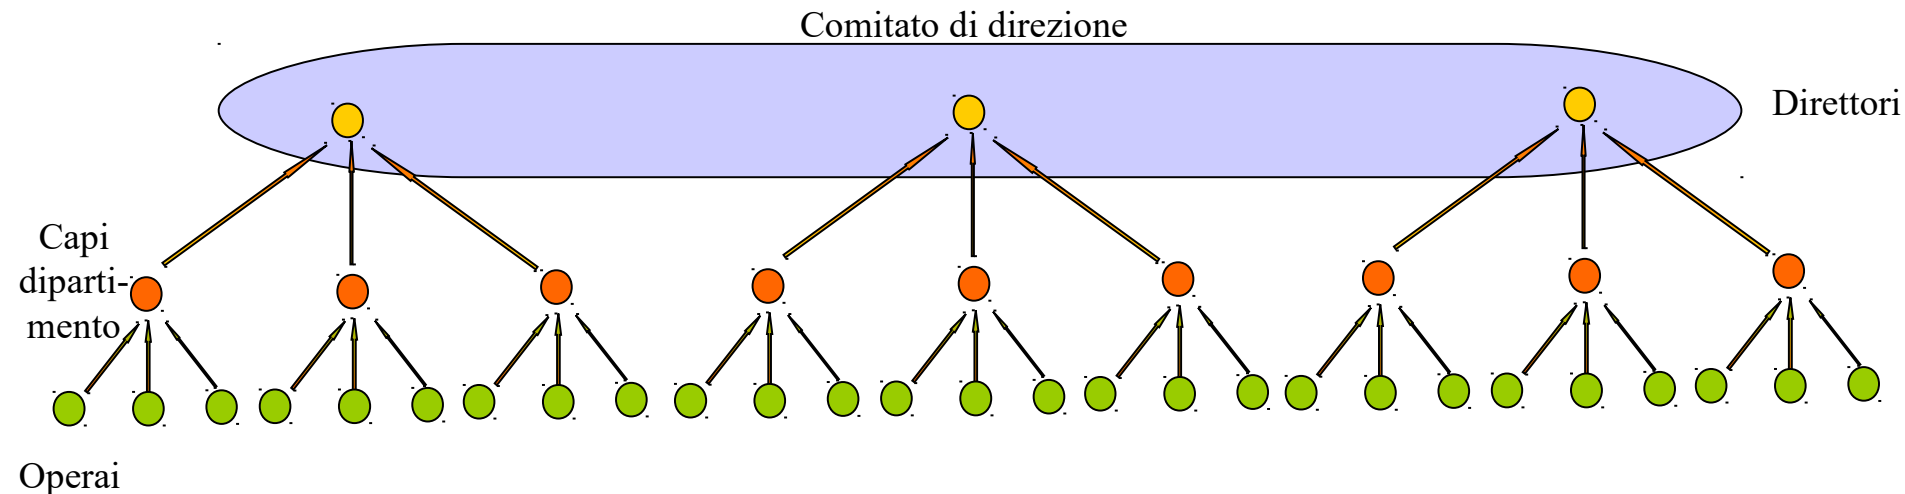 Comitato di direzione
Direttori
Capi
diparti-
mento
Operai